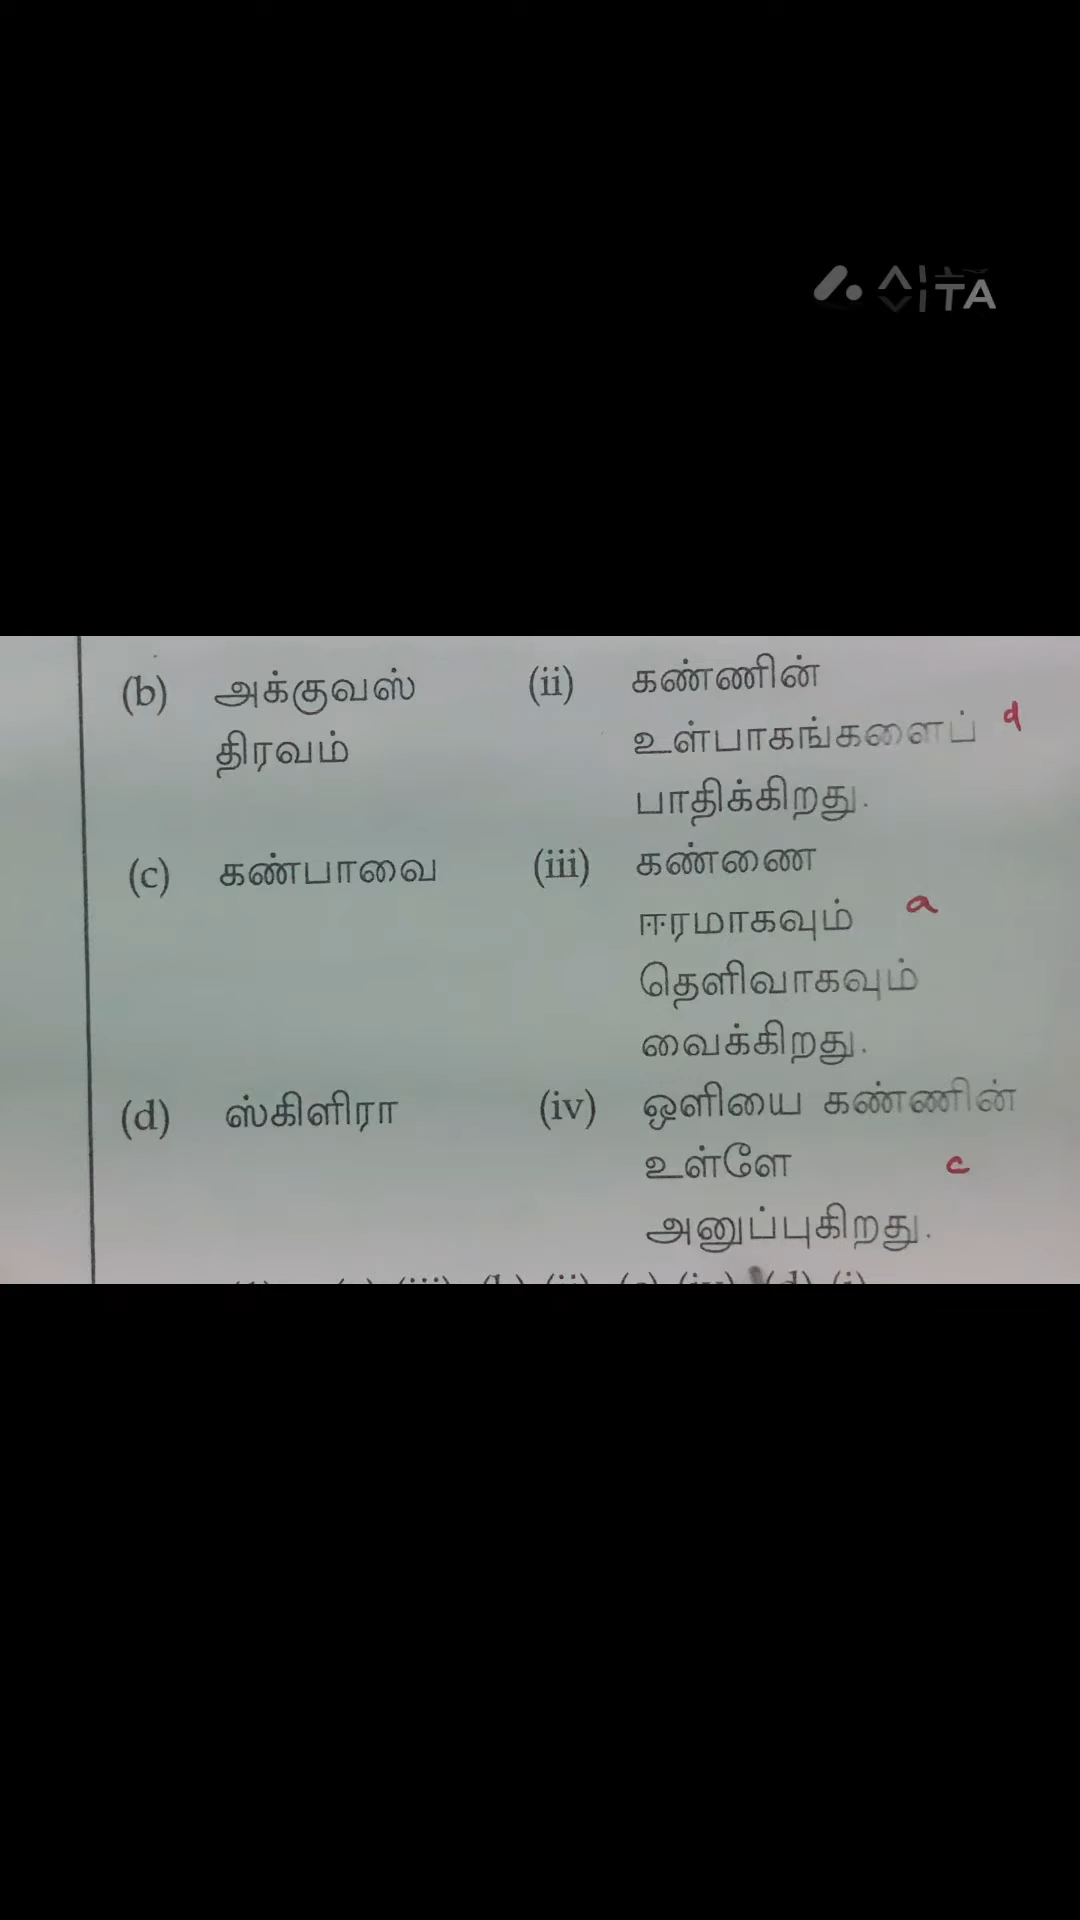 (b) அக்குவஸ் (ii) கண்ணின்
திரவம் உள்பாகங்களைப் d
பாதிக்கிறது.
(c) கண்பாவை (iii) கண்ணை
ஈரமாகவும் a
தெளிவாகவும்
வைக்கிறது.
(d) ஸ்கிளிரா (iv) ஒளியை கண்ணின்
உள்ளே c
அனுப்புகிறது.